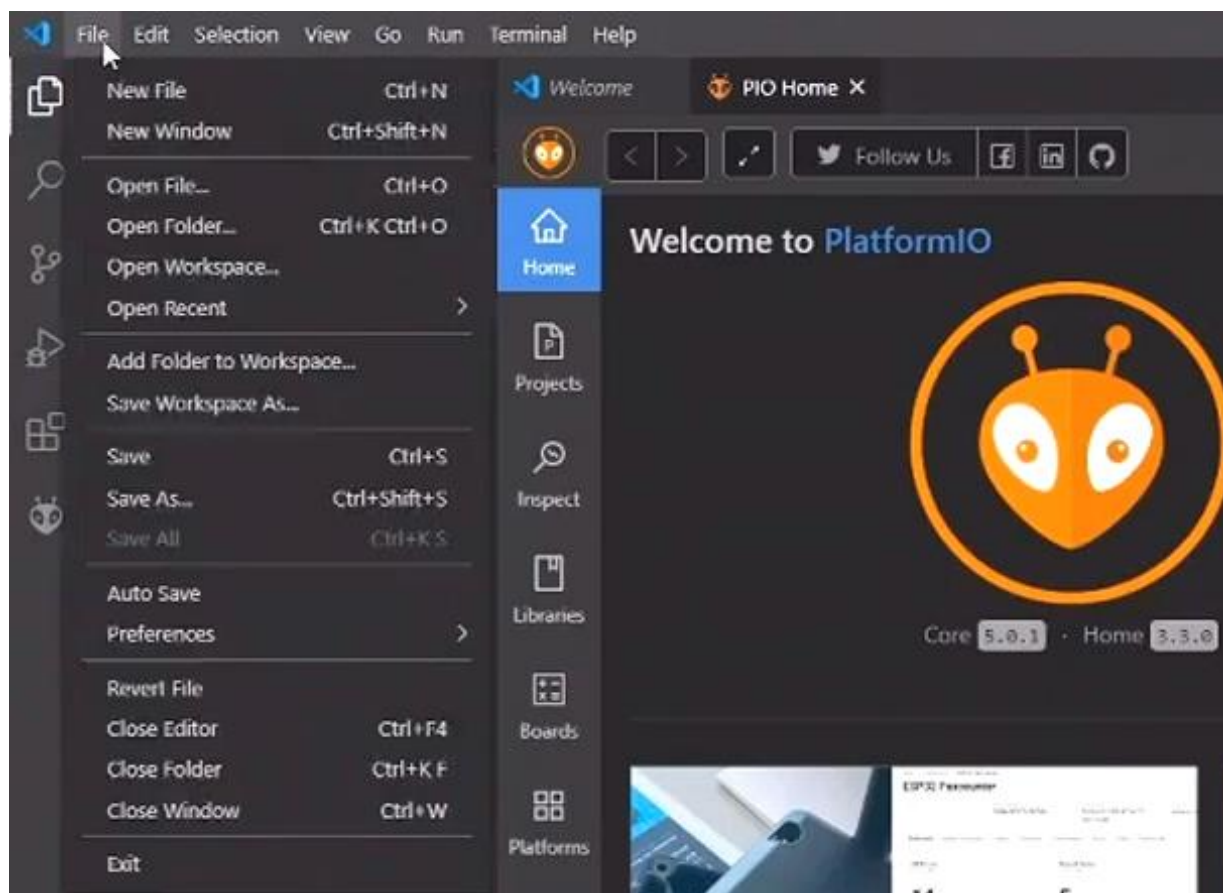 File Edit Selection View Go Run Terminal Help
New File Ctrl+N
New Window Ctrl+Shift+N
Open File... Ctrl+O
Open Folder... Ctrl+K Ctrl+O
Open Workspace...
Open Recent
Add Folder to Workspace...
Save Workspace As...
Save Ctrl+S
Save As... Ctrl+Shift+S
Save All Ctrl+K S
Auto Save
Preferences
Revert File
Close Editor Ctrl+F4
Close Folder Ctrl+K F
Close Window Ctrl+W
Exit
Welcome PIO Home
Follow Us
Home
Projects
Inspect
Libraries
Boards
Platforms
Welcome to PlatformIO
Core 5.0.1 · Home 3.3.0